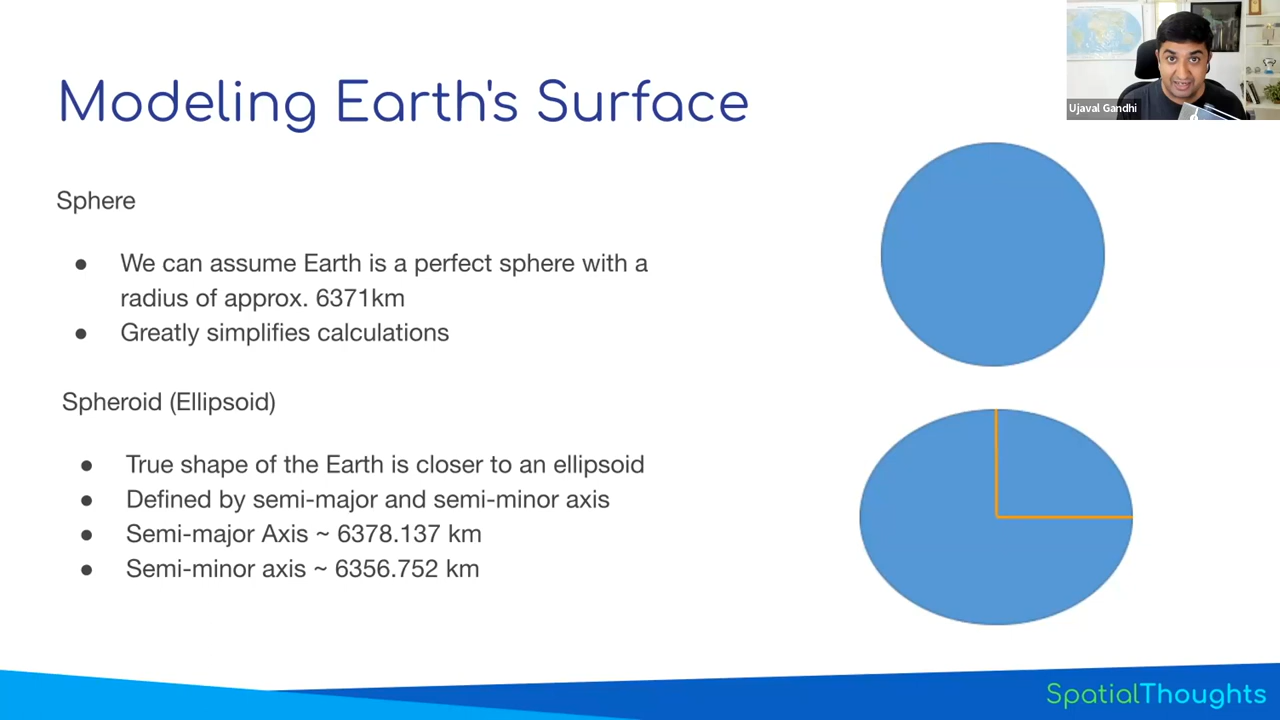 Modeling Earth's Surface
Ujaval Gandhi
Sphere
● We can assume Earth is a perfect sphere with a
radius of approx. 6371km
● Greatly simplifies calculations
Spheroid (Ellipsoid)
● True shape of the Earth is closer to an ellipsoid
● Defined by semi-major and semi-minor axis
● Semi-major Axis ~ 6378.137 km
● Semi-minor axis ~ 6356.752 km
SpatialThoughts